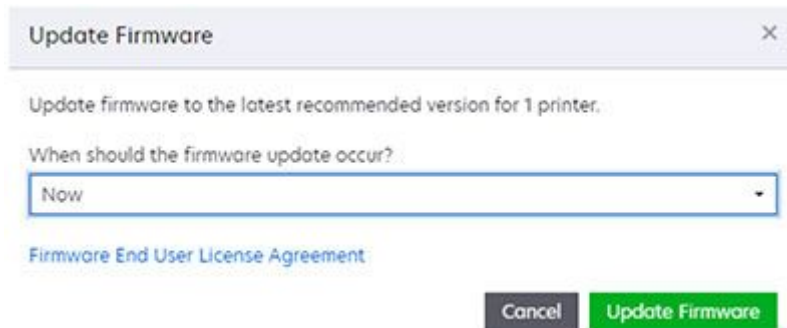 Update Firmware
Update firmware to the latest recommended version for 1 printer.
When should the firmware update occur?
Now
Firmware End User License Agreement
Cancel Update Firmware